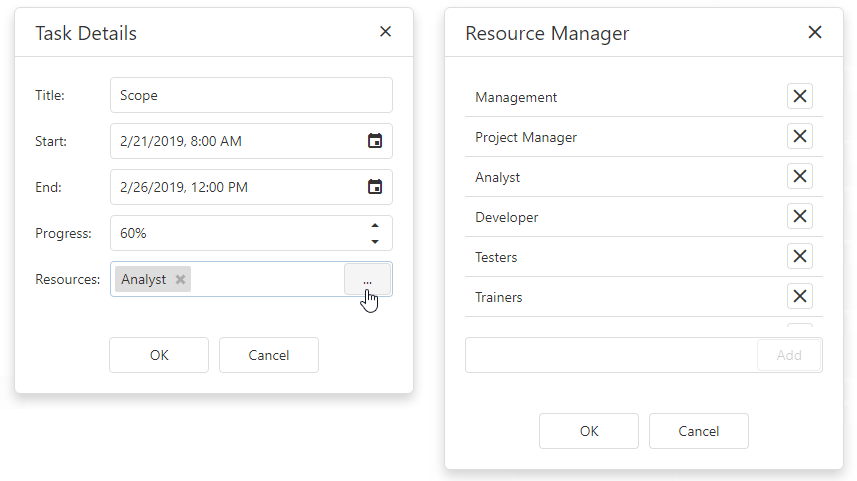 Task Details
Title: Scope
Start: 2/21/2019, 8:00 AM
End: 2/26/2019, 12:00 PM
Progress: 60%
Resources: Analyst ...
OK Cancel
Resource Manager
Management
Project Manager
Analyst
Developer
Testers
Trainers
Add
OK Cancel